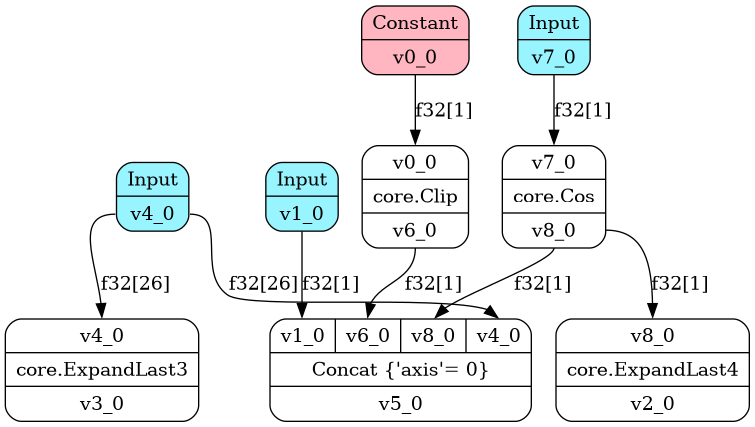 Constant
v0_0
Input
v7_0
f32[1]
f32[1]
Input
v4_0
Input
v1_0
v0_0
core.Clip
v6_0
v7_0
core.Cos
v8_0
f32[26]
f32[26]
f32[1]
f32[1]
f32[1]
f32[1]
v4_0
core.ExpandLast3
v3_0
v1_0 v6_0 v8_0 v4_0
Concat {'axis'= 0}
v5_0
v8_0
core.ExpandLast4
v2_0